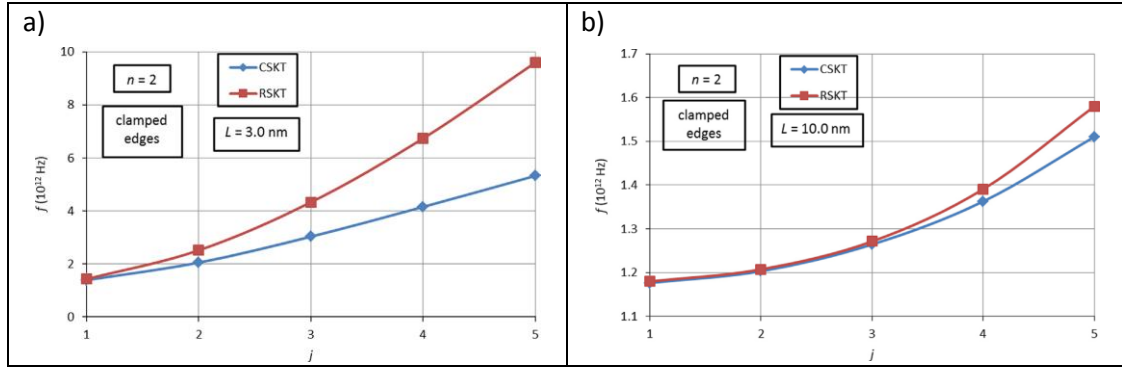 a)
n = 2
clamped
edges
CSKT
RSKT
L = 3.0 nm
f (10¹² Hz)
10
8
6
4
2
0
1 2 3 4 5
j
b)
n = 2
clamped
edges
CSKT
RSKT
L = 10.0 nm
f (10¹² Hz)
1.7
1.6
1.5
1.4
1.3
1.2
1.1
1 2 3 4 5
j